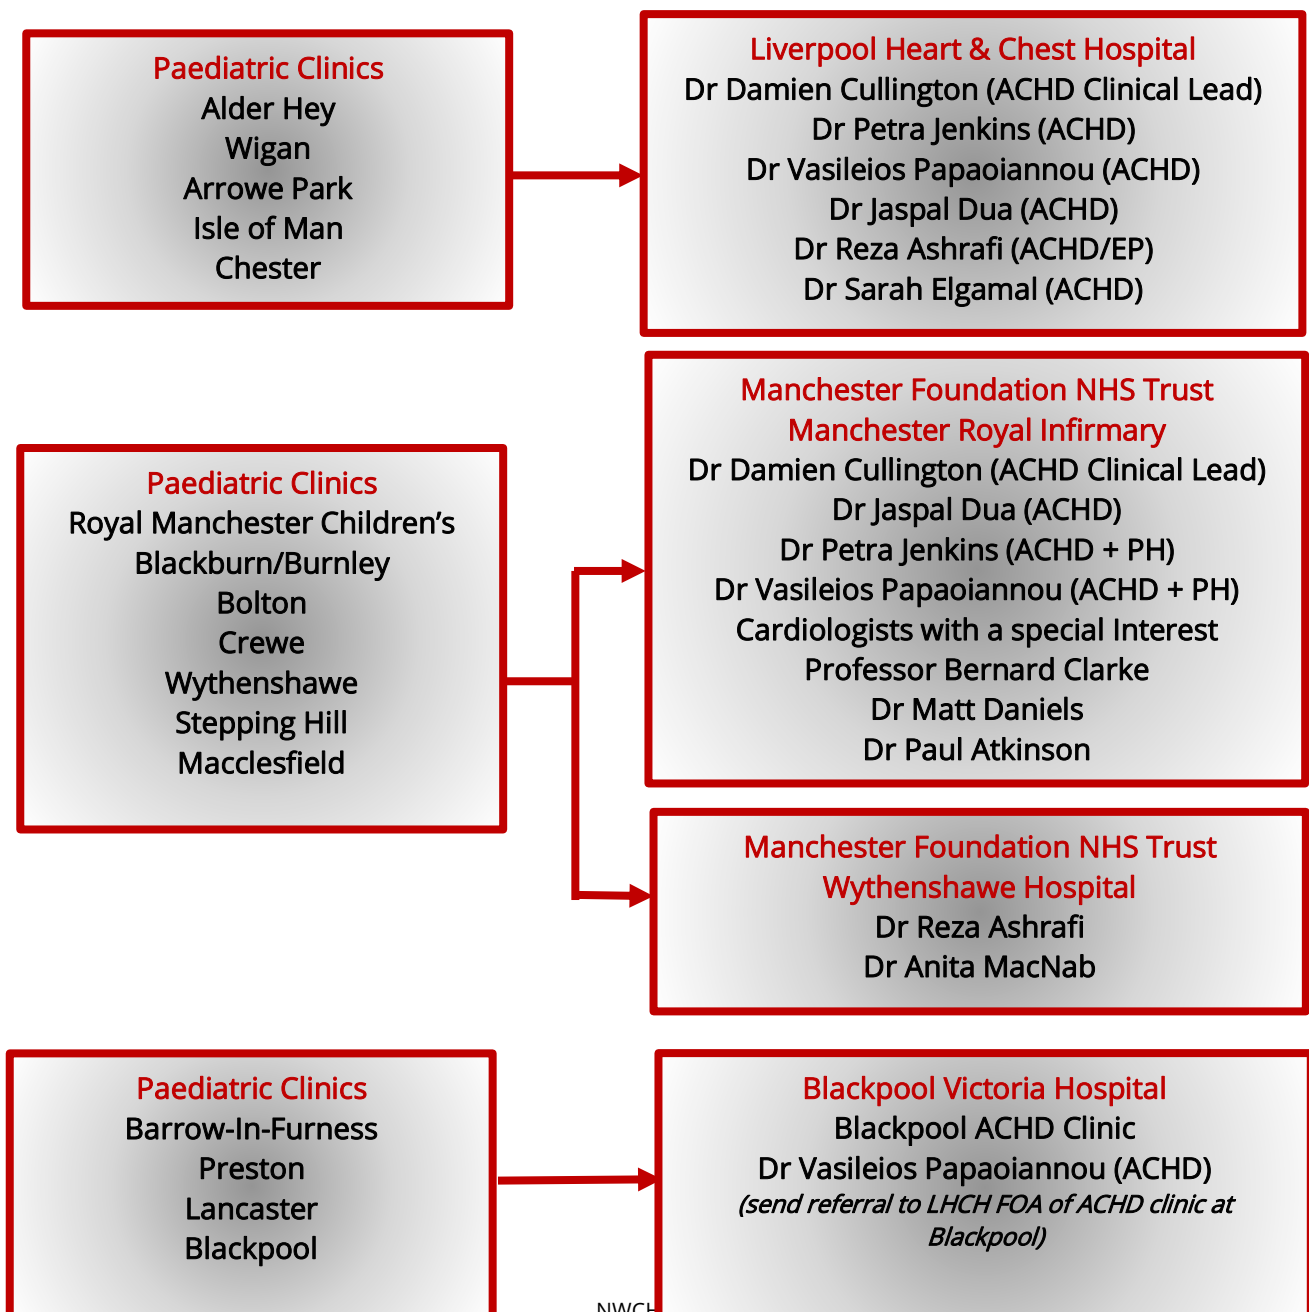 Paediatric Clinics
Alder Hey
Wigan
Arrowe Park
Isle of Man
Chester
Liverpool Heart & Chest Hospital
Dr Damien Cullington (ACHD Clinical Lead)
Dr Petra Jenkins (ACHD)
Dr Vasileios Papaoiannou (ACHD)
Dr Jaspal Dua (ACHD)
Dr Reza Ashrafi (ACHD/EP)
Dr Sarah Elgamal (ACHD)
Paediatric Clinics
Royal Manchester Children’s
Blackburn/Burnley
Bolton
Crewe
Wythenshawe
Stepping Hill
Macclesfield
Manchester Foundation NHS Trust
Manchester Royal Infirmary
Dr Damien Cullington (ACHD Clinical Lead)
Dr Jaspal Dua (ACHD)
Dr Petra Jenkins (ACHD + PH)
Dr Vasileios Papaoiannou (ACHD + PH)
Cardiologists with a special Interest
Professor Bernard Clarke
Dr Matt Daniels
Dr Paul Atkinson
Manchester Foundation NHS Trust
Wythenshawe Hospital
Dr Reza Ashrafi
Dr Anita MacNab
Paediatric Clinics
Barrow-In-Furness
Preston
Lancaster
Blackpool
Blackpool Victoria Hospital
Blackpool ACHD Clinic
Dr Vasileios Papaoiannou (ACHD)
(send referral to LHCH FOA of ACHD clinic at
Blackpool)